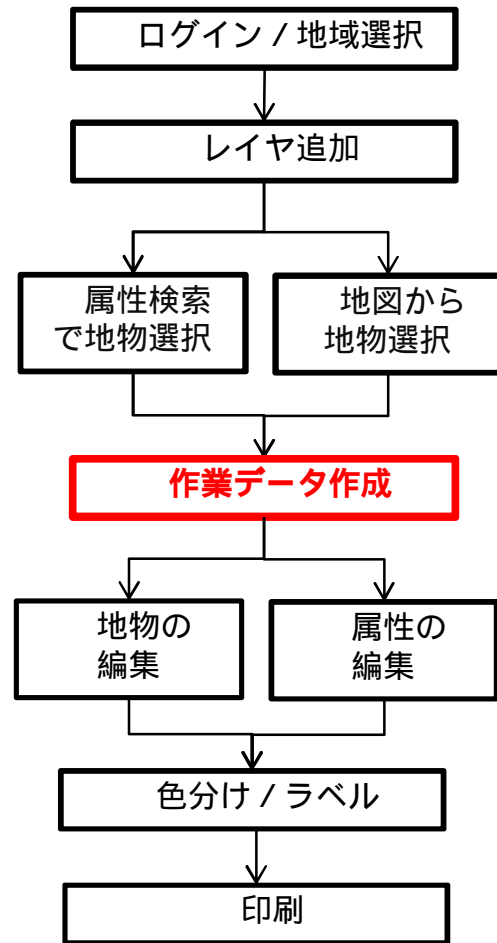 ログイン / 地域選択
レイヤ追加
属性検索
で地物選択
地図から
地物選択
作業データ作成
地物の
編集
属性の
編集
色分け / ラベル
印刷